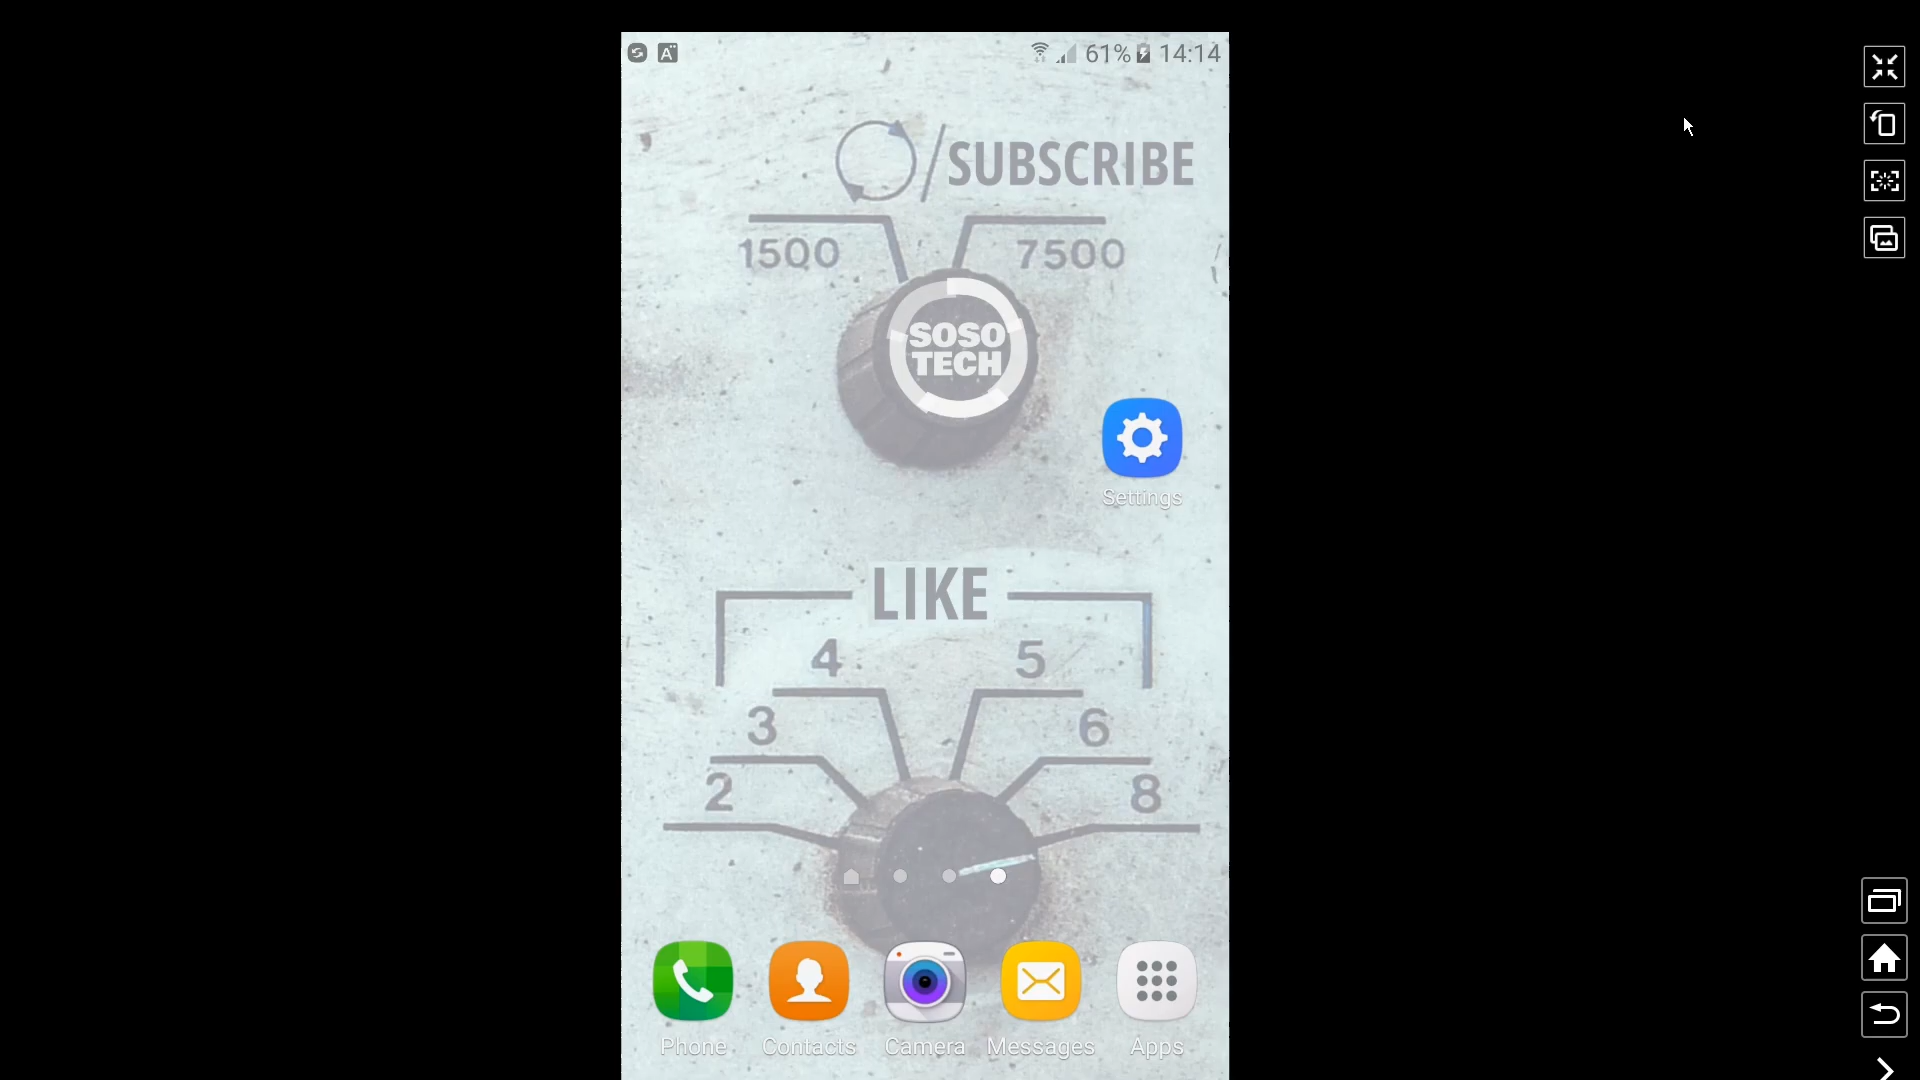 A
61% 14:14
/SUBSCRIBE
1500 7500
SOSO
TECH
Settings
LIKE
4 5
3 6
2 8
Phone Contacts Camera Messages Apps